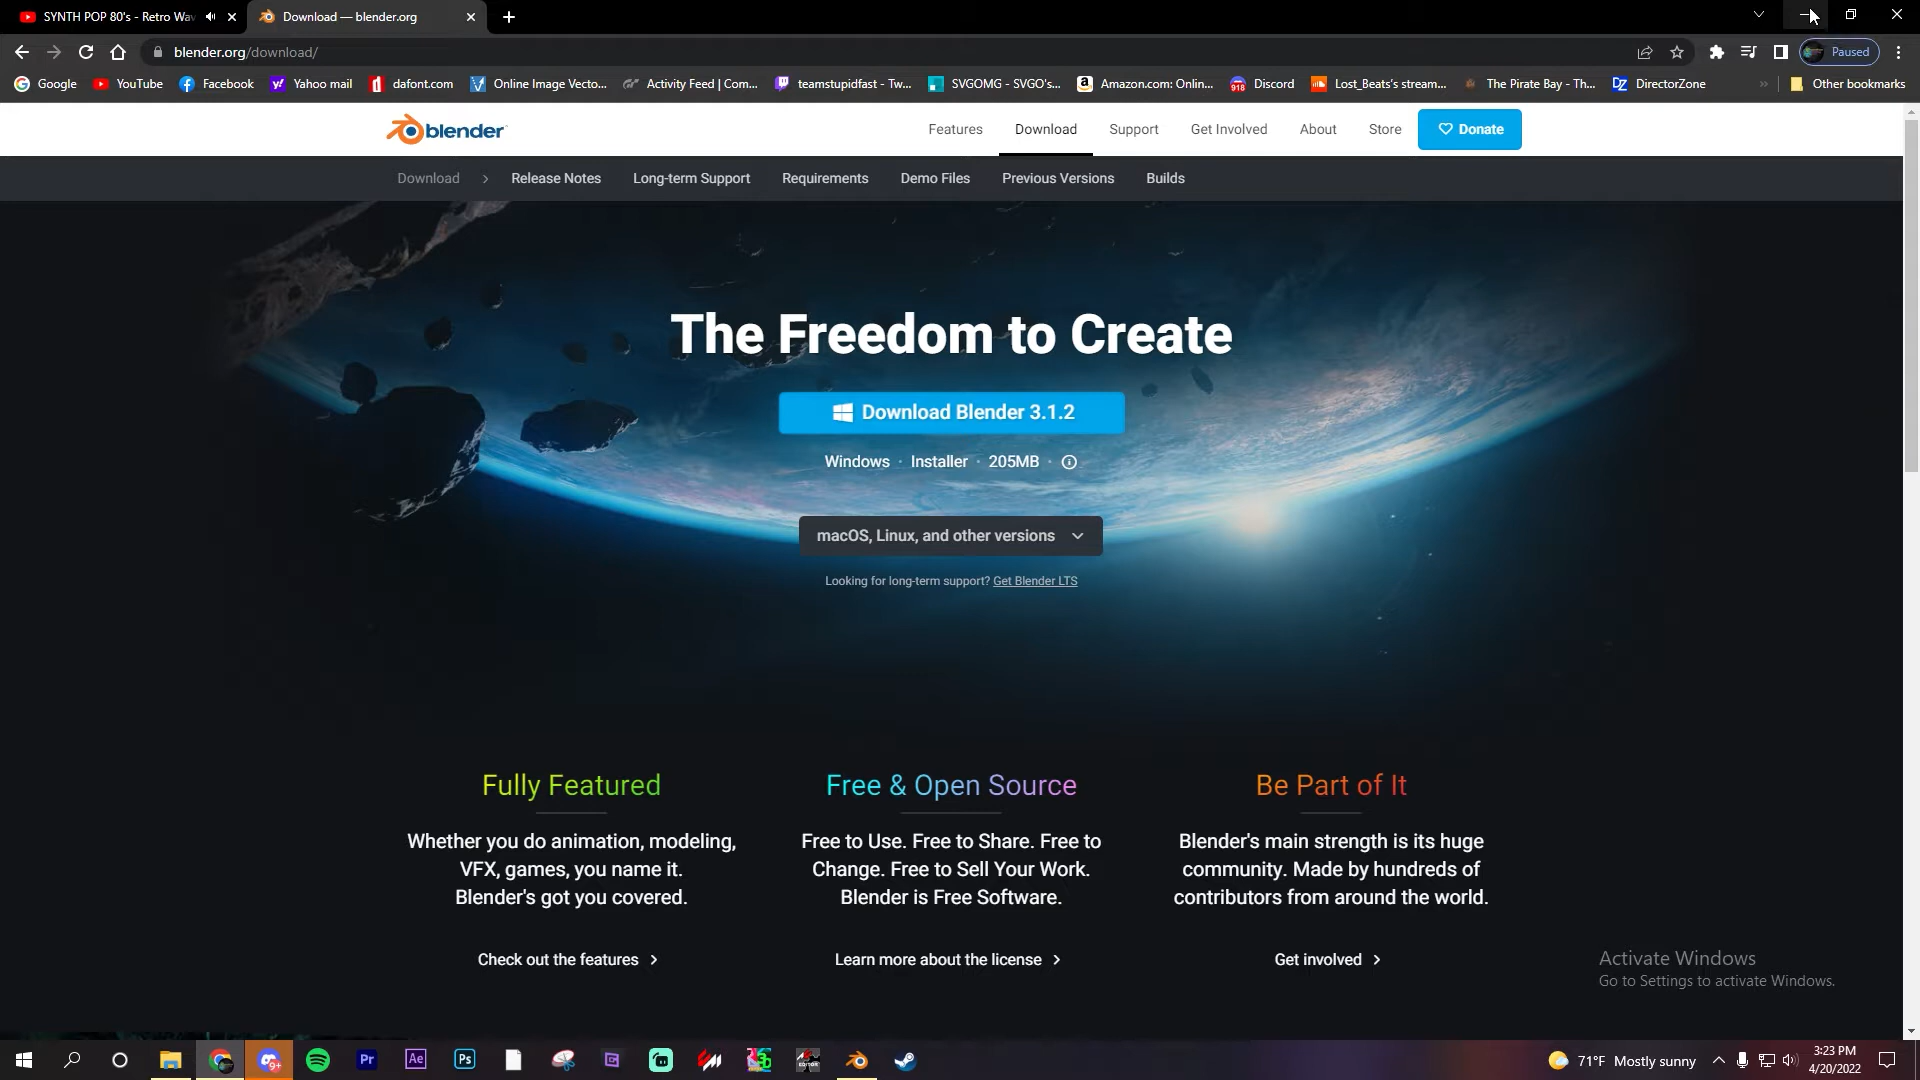 SYNTH POP 80's - Retro Wav
Download — blender.org
blender.org/download/
Paused
Google
YouTube
Facebook
Yahoo mail
dafont.com
Online Image Vecto...
Activity Feed | Com...
teamstupidfast - Tw...
SVGOMG - SVGO's...
Amazon.com: Onlin...
918
Discord
Lost_Beats's stream...
The Pirate Bay - Th...
DZ
DirectorZone
Other bookmarks
blender
Features
Download
Support
Get Involved
About
Store
Donate
Download
Release Notes
Long-term Support
Requirements
Demo Files
Previous Versions
Builds
The Freedom to Create
Download Blender 3.1.2
Windows · Installer · 205MB ·
macOS, Linux, and other versions
Looking for long-term support? Get Blender LTS
Fully Featured
Whether you do animation, modeling,
VFX, games, you name it.
Blender's got you covered.
Check out the features
Free & Open Source
Free to Use. Free to Share. Free to
Change. Free to Sell Your Work.
Blender is Free Software.
Learn more about the license
Be Part of It
Blender's main strength is its huge
community. Made by hundreds of
contributors from around the world.
Get involved
Activate Windows
Go to Settings to activate Windows.
9+
Pr
Ae
Ps
EDITOR
71°F Mostly sunny
3:23 PM
4/20/2022